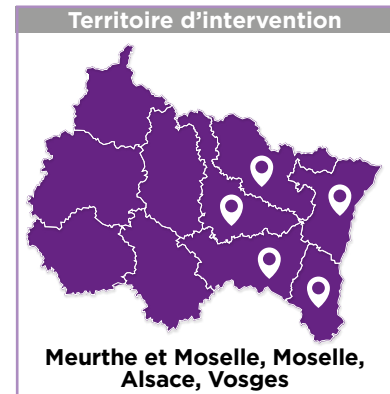 Territoire d’intervention
Meurthe et Moselle, Moselle,
Alsace, Vosges